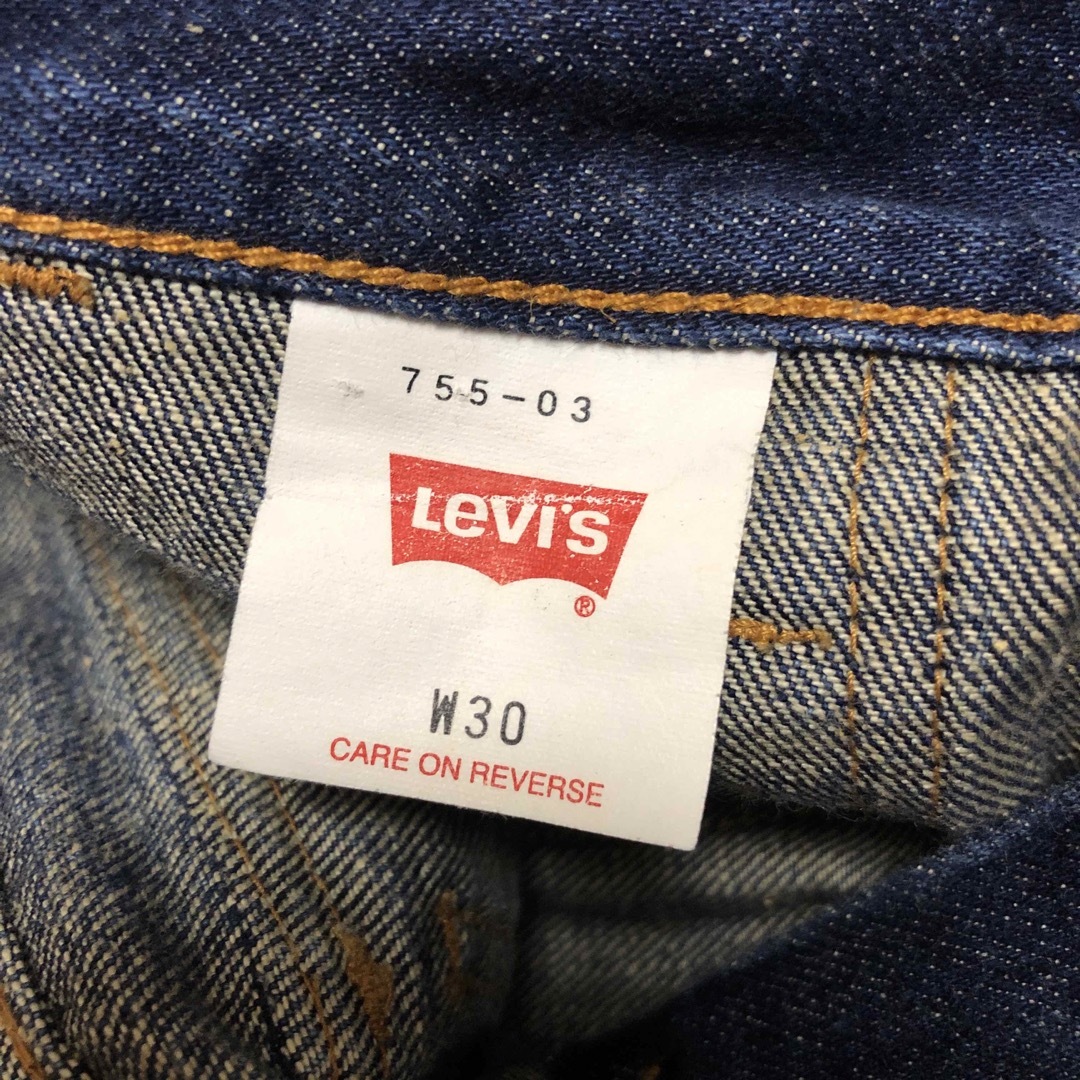 755-03
Levi's
®
W30
CARE ON REVERSE